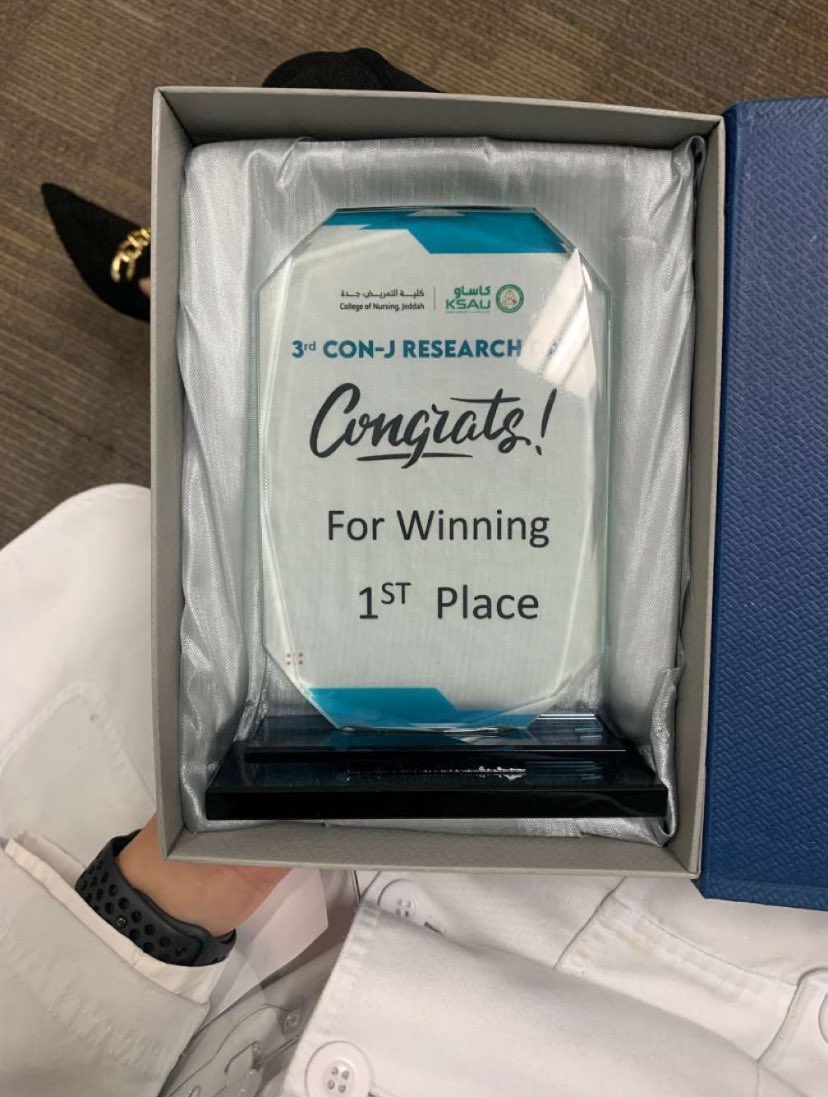 كلية التمريض، جدة
College of Nursing, Jeddah
كاساو
KSAU
3rd CON-J RESEARCH
Congrats!
For Winning
1ST Place